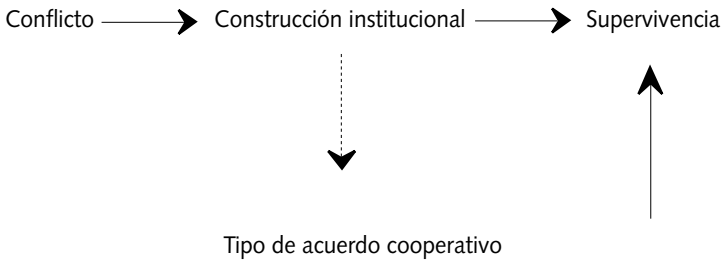 Conflicto Construcción institucional Supervivencia
Tipo de acuerdo cooperativo